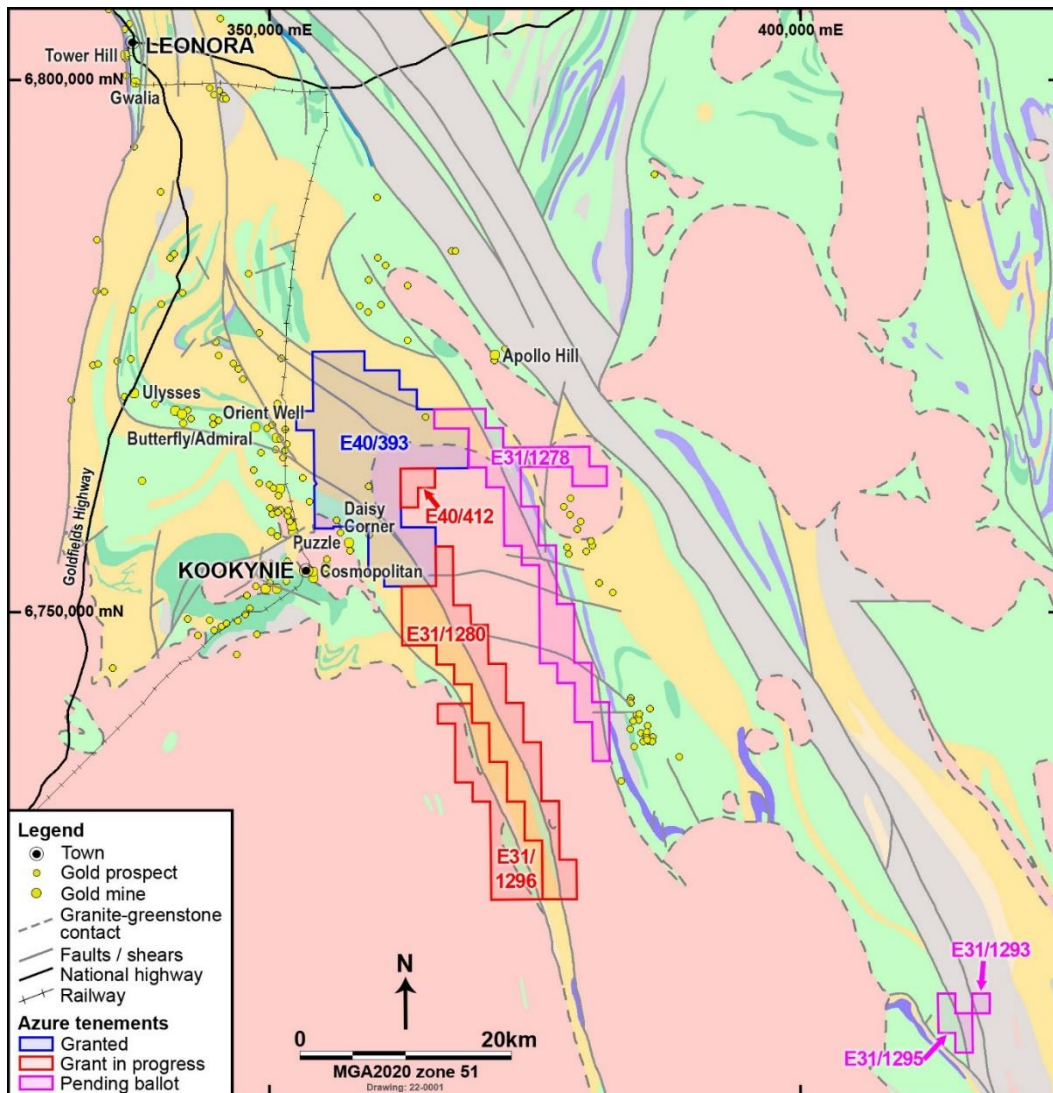 350,000 mE
400,000 mE
LEONORA
Tower Hill
6,800,000 mN
Gwalia
Apollo Hill
Ulysses
Orient Well
Butterfly/Admiral
E40/393
E31/1278
E40/412
Goldfields Highway
Daisy
Corner
Puzzle
KOOKYNIE
Cosmopolitan
6,750,000 mN
E31/1280
E31/
1296
E31/1293
E31/1295
Legend
Town
Gold prospect
Gold mine
Granite-greenstone
contact
Faults / shears
National highway
Railway
Azure tenements
Granted
Grant in progress
Pending ballot
N
0
20km
MGA2020 zone 51
Drawing: 22-0001